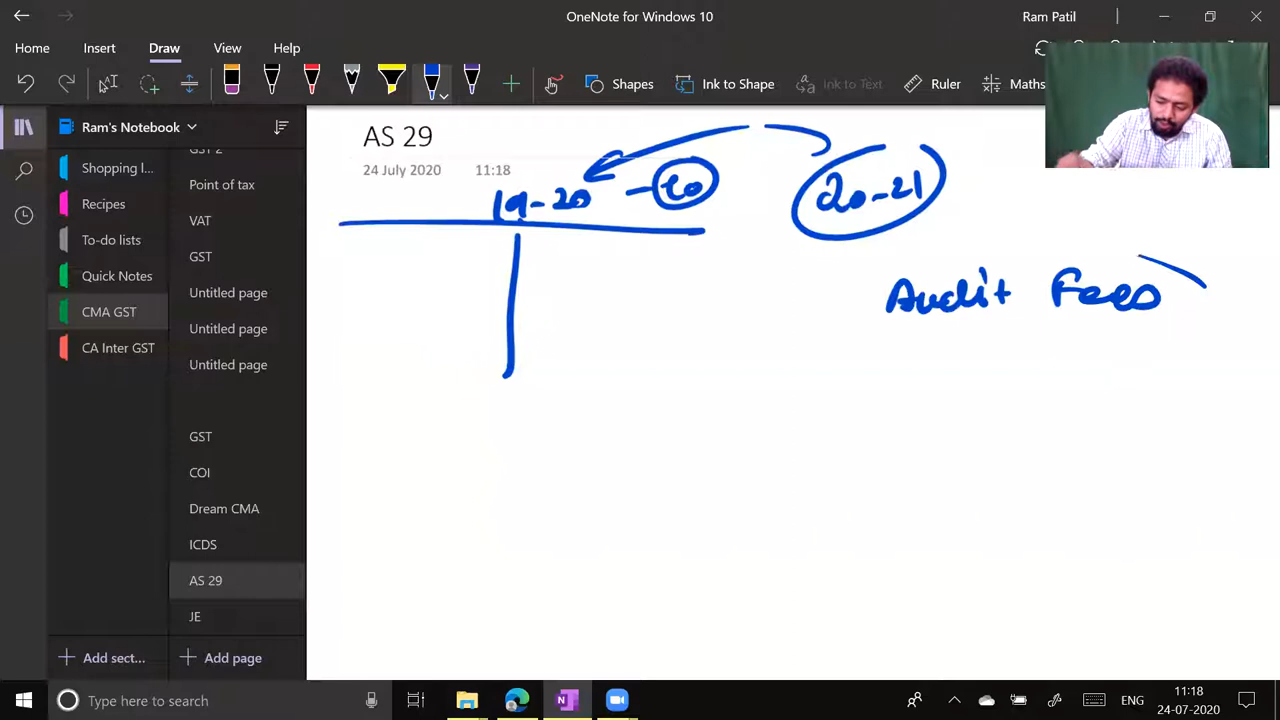 OneNote for Windows 10
Ram Patil
Home
Insert
Draw
View
Help
Shapes
Ink to Shape
Ink to Text
Ruler
Maths
Ram's Notebook
Shopping l...
Recipes
To-do lists
Quick Notes
CMA GST
CA Inter GST
GST 2
Point of tax
VAT
GST
Untitled page
Untitled page
Untitled page
GST
COI
Dream CMA
ICDS
AS 29
JE
Add sect...
Add page
AS 29
24 July 2020 11:18
19-20 -
20-21
Audit Fees
Type here to search
ENG
11:18
24-07-2020